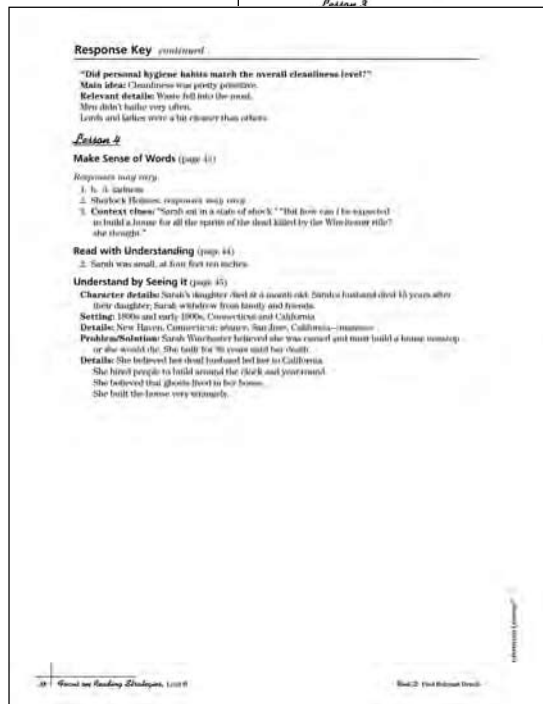 Lesson 3
Response Key continued
"Did personal hygiene habits match the overall cleanliness level?"
Main idea: Cleanliness was pretty primitive.
Relevant details: Waste fell into the moat.
Men didn't bathe very often.
Lords and ladies were a bit cleaner than others.
Lesson 4
Make Sense of Words (page 43)
Responses may vary.
1. b. sadness
2. Sherlock Holmes; responses may vary.
3. Context clues: "Sarah sat in a state of shock." "But how can I be expected
to build a house for all the spirits of the dead killed by the Winchester rifle?
she thought."
Read with Understanding (page 44)
2. Sarah was small, at four feet ten inches.
Understand by Seeing It (page 45)
Character details: Sarah's daughter died at a month old. Sarah's husband died 15 years after
their daughter; Sarah withdrew from family and friends.
Setting: 1800s and early 1900s, Connecticut and California
Details: New Haven, Connecticut: San Jose, California—mansion
Problem/Solution: Sarah Winchester believed she was cursed and must build a house nonstop
or she would die. She built for years until her death.
Details: She believed her dead husband led her to California.
She hired people to build around the clock and year-round.
She believed that ghosts lived in her house.
She built the house very strangely.
Focus on Reading Strategies, Level
Book 2: Find Relevant Details